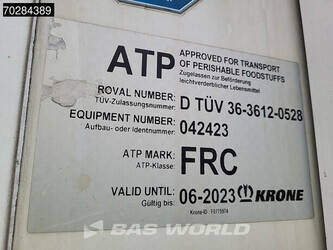 70284389
ATP APPROVED FOR TRANSPORT
OF PERISHABLE FOODSTUFFS
Zugelassen zur Beförderung
leichtverderblicher Lebensmittel
ROVAL NUMBER: D TÜV 36-3612-0528
TÜV-Zulassungsnummer:
EQUIPMENT NUMBER: 042423
Aufbau- oder Identnummer:
ATP MARK: FRC
ATP-Klasse:
VALID UNTIL: 06-2023 KRONE
Gültig bis:
BAS WORLD